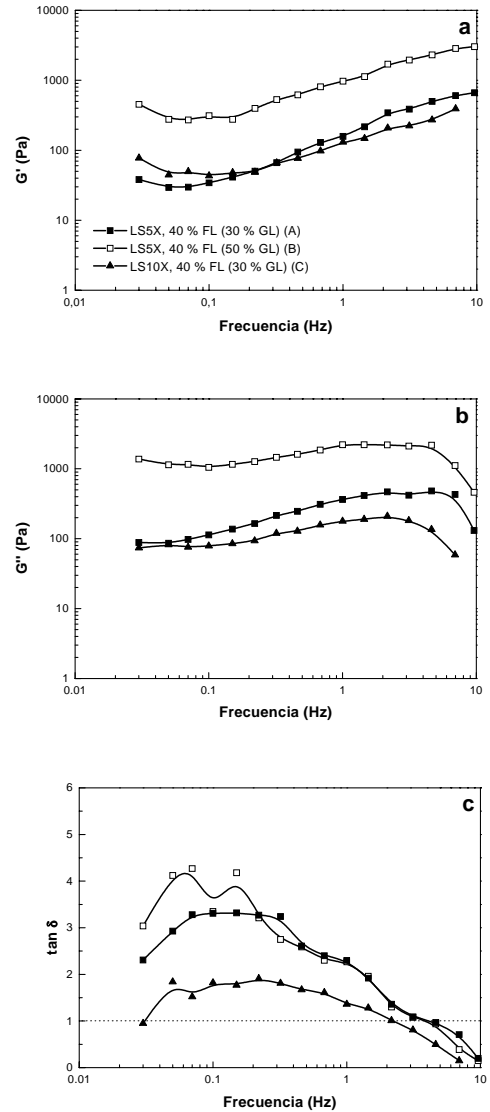 a
10000
1000
100
10
1
G' (Pa)
LS5X, 40 % FL (30 % GL) (A)
LS5X, 40 % FL (50 % GL) (B)
LS10X, 40 % FL (30 % GL) (C)
0,01 0,1 1 10
Frecuencia (Hz)
b
10000
1000
100
10
1
G'' (Pa)
0.01 0.1 1 10
Frecuencia (Hz)
c
6
5
4
3
2
1
0
tan δ
0.01 0.1 1 10
Frecuencia (Hz)